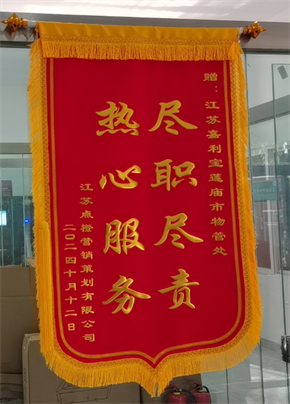 赠：江苏嘉利宝莲庙市物管处
尽职尽责
热心服务
江苏点橙营销策划有限公司
二〇二四十月十二日